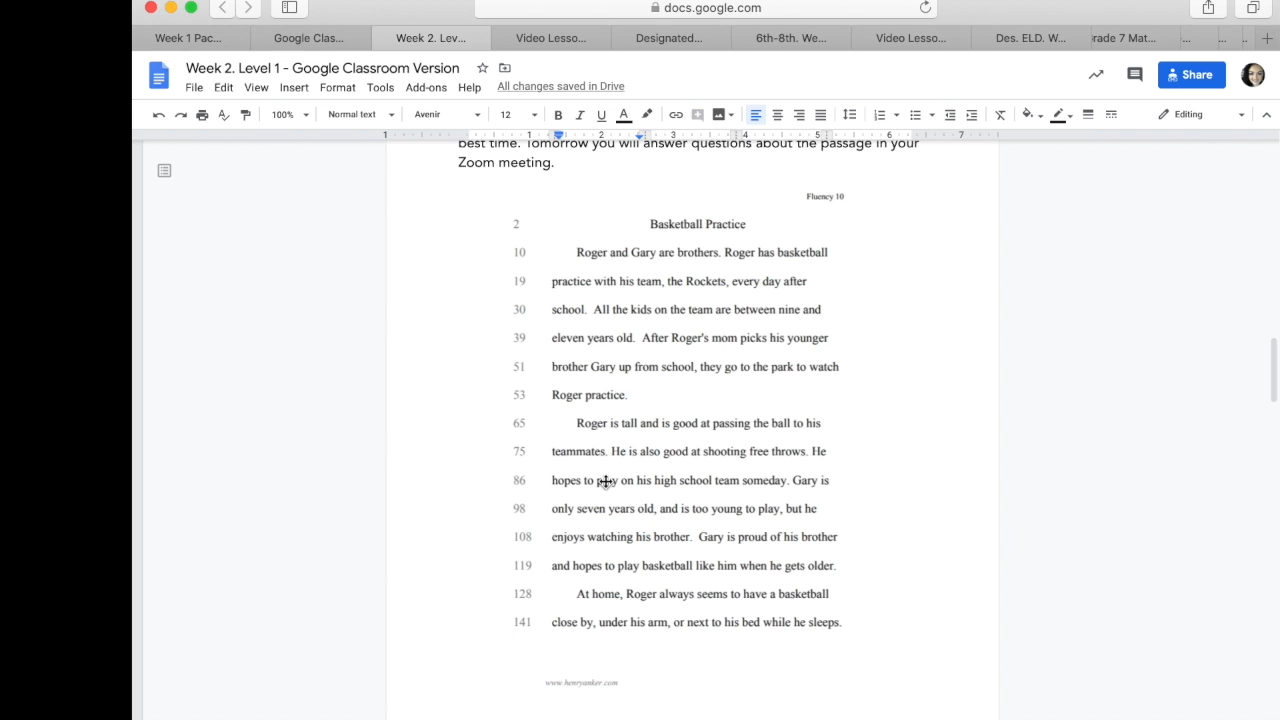 docs.google.com
Week 1 Pac...
Google Clas...
Week 2. Lev...
Video Lesso...
Designated...
6th-8th. We...
Video Lesso...
Des. ELD. W...
rade 7 Mat...
...
...
...
Week 2. Level 1 - Google Classroom Version
File Edit View Insert Format Tools Add-ons Help All changes saved in Drive
Share
100% Normal text Avenir 12 B I U A Editing
1 1 2 3 4 5 6 7
best time. Tomorrow you will answer questions about the passage in your
Zoom meeting.
Fluency 10
2 Basketball Practice
10 Roger and Gary are brothers. Roger has basketball
19 practice with his team, the Rockets, every day after
30 school. All the kids on the team are between nine and
39 eleven years old. After Roger's mom picks his younger
51 brother Gary up from school, they go to the park to watch
53 Roger practice.
65 Roger is tall and is good at passing the ball to his
75 teammates. He is also good at shooting free throws. He
86 hopes to play on his high school team someday. Gary is
98 only seven years old, and is too young to play, but he
108 enjoys watching his brother. Gary is proud of his brother
119 and hopes to play basketball like him when he gets older.
128 At home, Roger always seems to have a basketball
141 close by, under his arm, or next to his bed while he sleeps.
www.henryanker.com